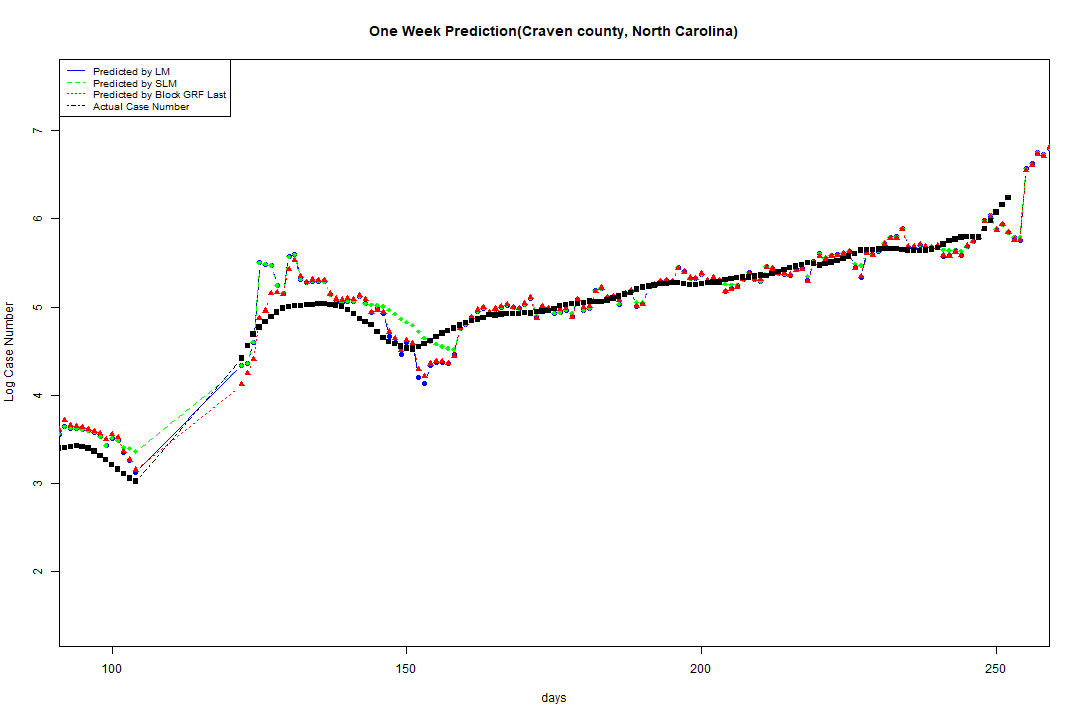 One Week Prediction(Craven county, North Carolina)
Predicted by LM
Predicted by SLM
Predicted by Block GRF Last
Actual Case Number
7
6
5
4
3
2
Log Case Number
100 150 200 250
days